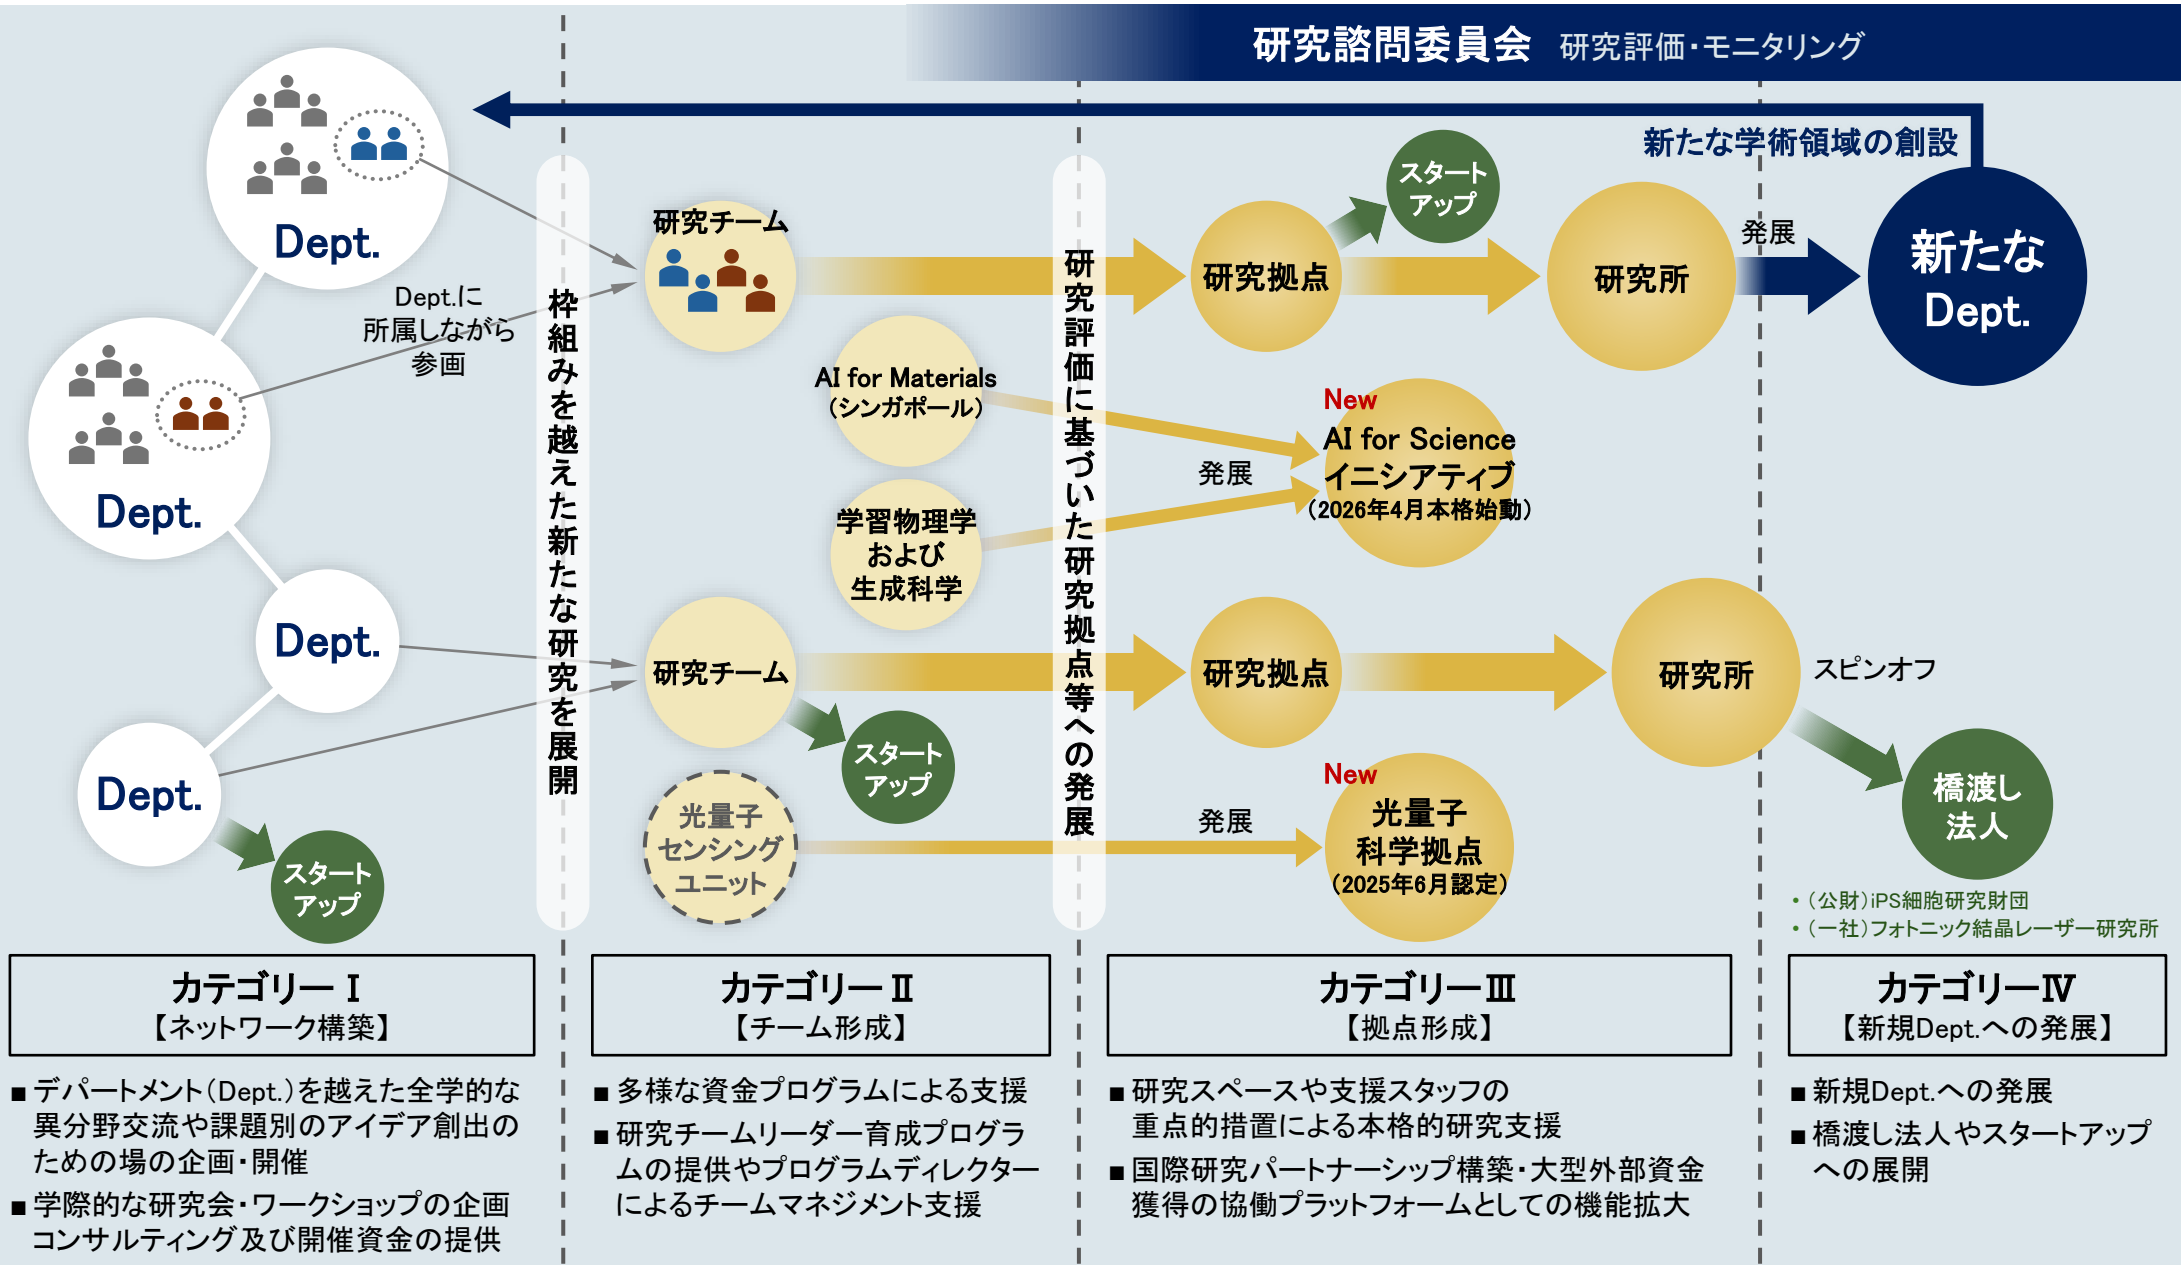 研究諮問委員会 研究評価・モニタリング
新たな学術領域の創設
Dept.
Dept.に
所属しながら
参画
Dept.
Dept.
Dept.
スタート
アップ
枠組みを越えた新たな研究を展開
研究チーム
AI for Materials
（シンガポール）
学習物理学
および
生成科学
研究チーム
スタート
アップ
光量子
センシング
ユニット
研究評価に基づいた研究拠点等への発展
研究拠点
スタート
アップ
研究所
発展
新たな
Dept.
発展
New
AI for Science
イニシアティブ
（2026年4月本格始動）
研究拠点
研究所
スピンオフ
発展
New
光量子
科学拠点
（2025年6月認定）
橋渡し
法人
・（公財）iPS細胞研究財団
・（一社）フォトニック結晶レーザー研究所
カテゴリーⅠ
【ネットワーク構築】
■ デパートメント（Dept.）を越えた全学的な
異分野交流や課題別のアイデア創出の
ための場の企画・開催
■ 学際的な研究会・ワークショップの企画
コンサルティング及び開催資金の提供
カテゴリーⅡ
【チーム形成】
■ 多様な資金プログラムによる支援
■ 研究チームリーダー育成プログラ
ムの提供やプログラムディレクター
によるチームマネジメント支援
カテゴリーⅢ
【拠点形成】
■ 研究スペースや支援スタッフの
重点的措置による本格的研究支援
■ 国際研究パートナーシップ構築・大型外部資金
獲得の協働プラットフォームとしての機能拡大
カテゴリーⅣ
【新規Dept.への発展】
■ 新規Dept.への発展
■ 橋渡し法人やスタートアップ
への展開